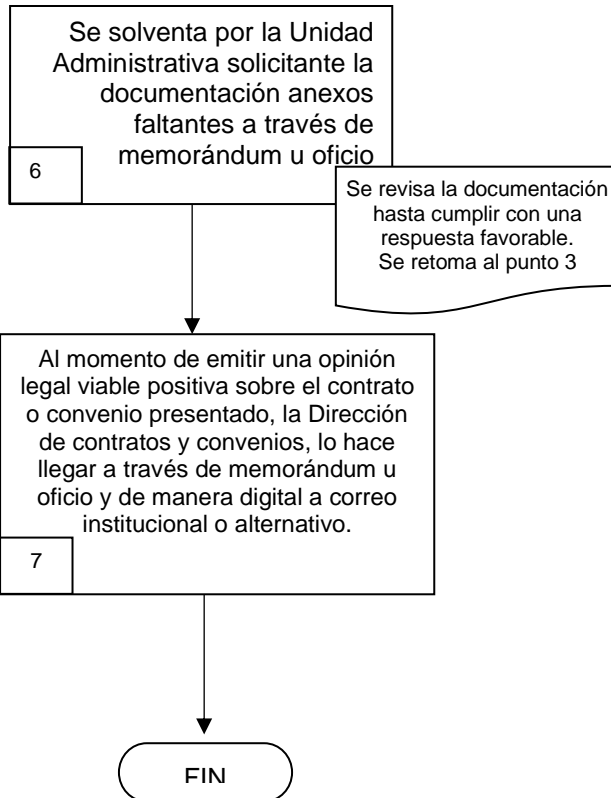 Se solventa por la Unidad
Administrativa solicitante la
documentación anexos
faltantes a través de
memorándum u oficio
6
Se revisa la documentación
hasta cumplir con una
respuesta favorable.
Se retoma al punto 3
Al momento de emitir una opinión
legal viable positiva sobre el contrato
o convenio presentado, la Dirección
de contratos y convenios, lo hace
llegar a través de memorándum u
oficio y de manera digital a correo
institucional o alternativo.
7
FIN